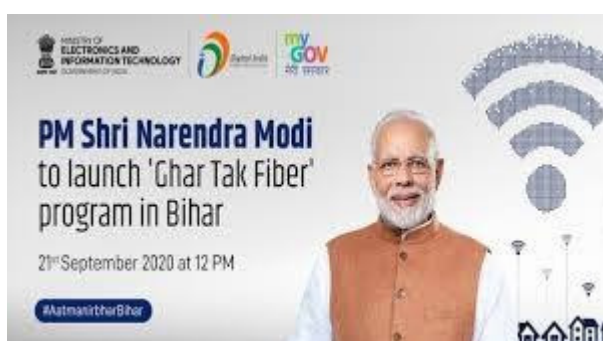 MINISTRY OF
ELECTRONICS AND
INFORMATION TECHNOLOGY
GOVERNMENT OF INDIA
Digital India
my
GOV
मेरी सरकार
PM Shri Narendra Modi
to launch 'Ghar Tak Fiber'
program in Bihar
21st September 2020 at 12 PM
#AatmanirbharBihar